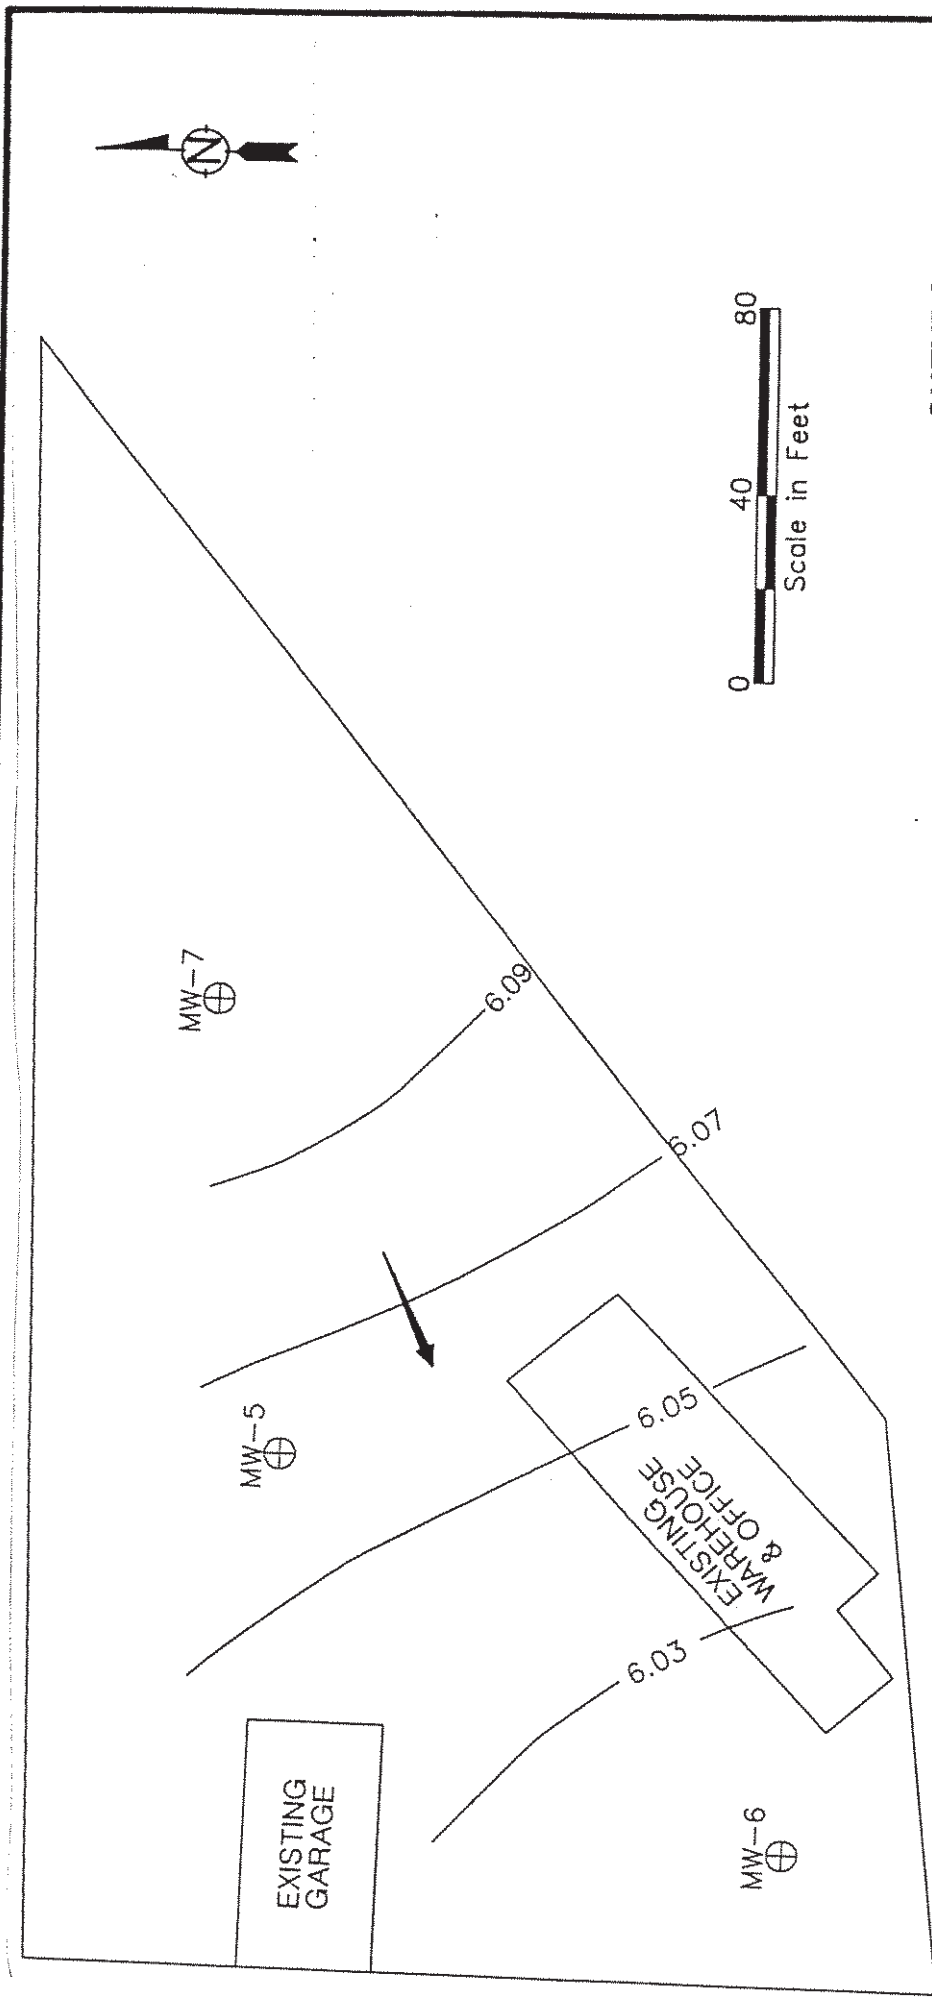 N
MW-7
6.09
6.07
MW-5
6.05
6.03
EXISTING
WAREHOUSE
& OFFICE
EXISTING
GARAGE
MW-6
0 40 80
Scale in Feet